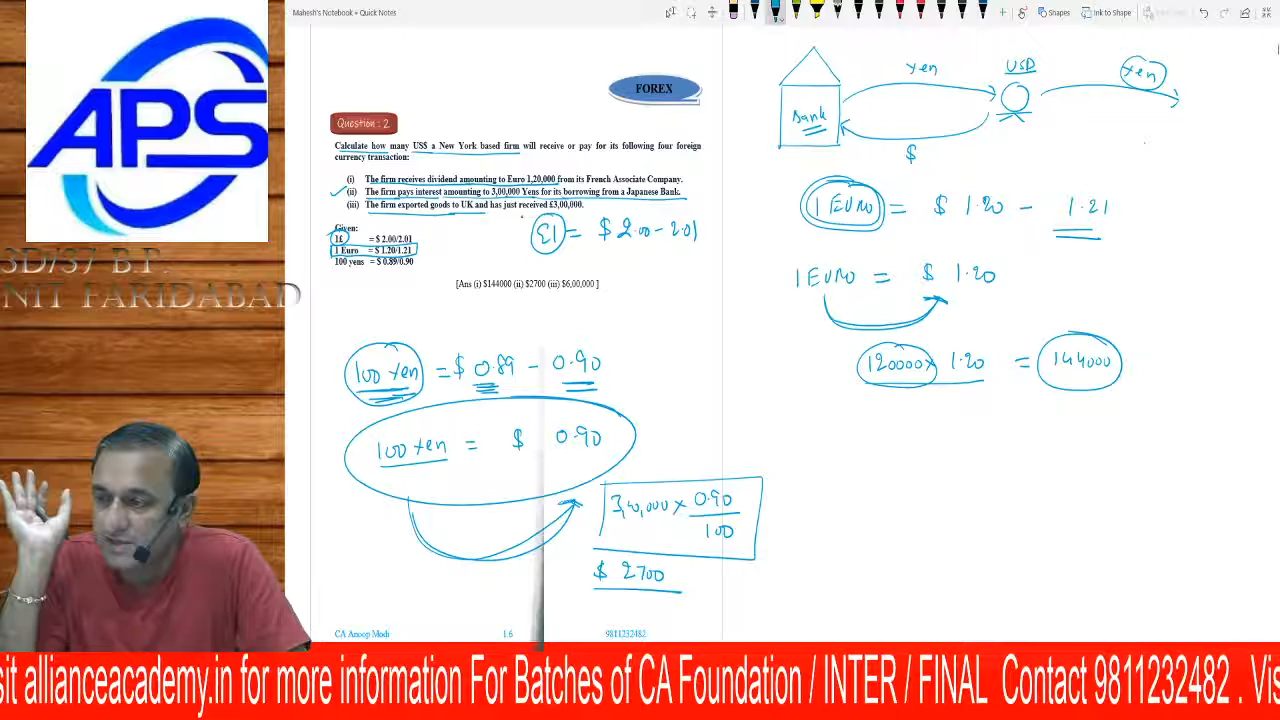 Mahesh's Notebook + Quick Notes
Shapes
Ink to Shape
APS
3D/37 B.P.
NIT FARIDABAD
FOREX
Question : 2
Calculate how many US$ a New York based firm will receive or pay for its following four foreign
currency transaction:
(i) The firm receives dividend amounting to Euro 1,20,000 from its French Associate Company.
(ii) The firm pays interest amounting to 3,00,000 Yens for its borrowing from a Japanese Bank.
(iii) The firm exported goods to UK and has just received £3,00,000.
Given:
1£ = $ 2.00/2.01
1 Euro = $ 1.20/1.21
100 yens = $ 0.89/0.90
£1 = $ 2.00 - 2.01
[Ans (i) $144000 (ii) $2700 (iii) $6,00,000 ]
100 yen = $ 0.89 - 0.90
100 yen = $ 0.90
3,00,000 × 0.90
100
$ 2700
CA Anoop Modi 1.6 9811232482
Bank
yen
USD
yen
$
1 EURO = $ 1.20 - 1.21
1 EURO = $ 1.20
120000 × 1.20 = 144000
sit allianceacademy.in for more information For Batches of CA Foundation / INTER / FINAL Contact 9811232482 . Vis